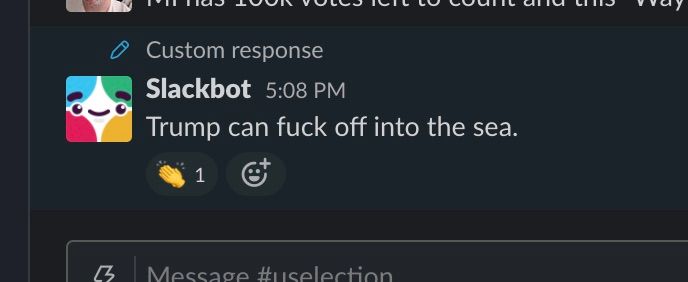 MI has 100k votes left to count and this "Way
Custom response
Slackbot 5:08 PM
Trump can fuck off into the sea.
1
Message #uselection